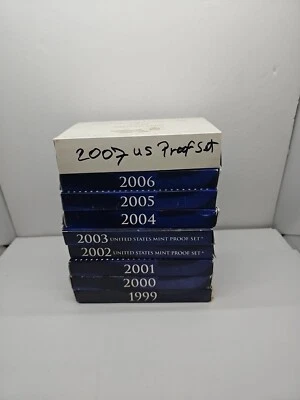 2007 US Proof Set
2006
2005
2004
2003 UNITED STATES MINT PROOF SET
2002 UNITED STATES MINT PROOF SET
2001
2000
1999